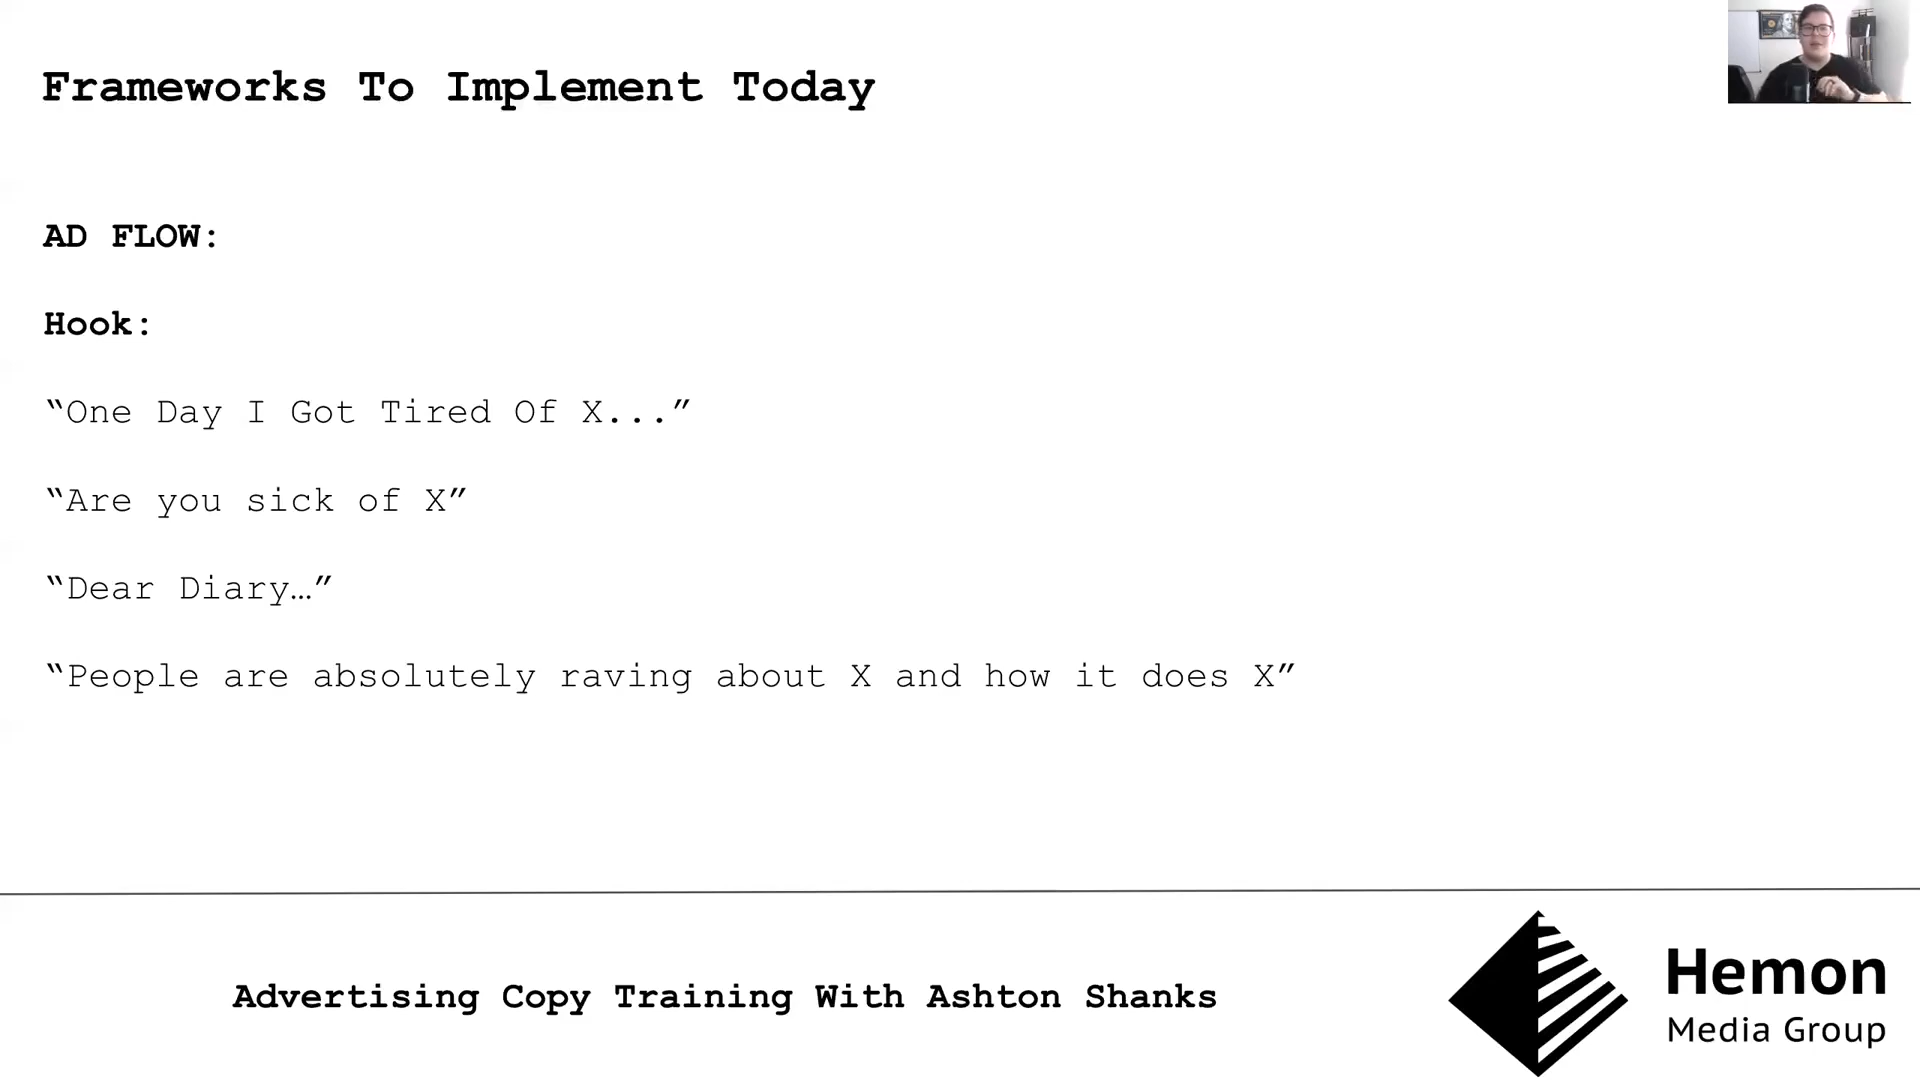 Frameworks To Implement Today
AD FLOW:
Hook:
“One Day I Got Tired Of X...”
“Are you sick of X”
“Dear Diary…”
“People are absolutely raving about X and how it does X”
Advertising Copy Training With Ashton Shanks
Hemon
Media Group